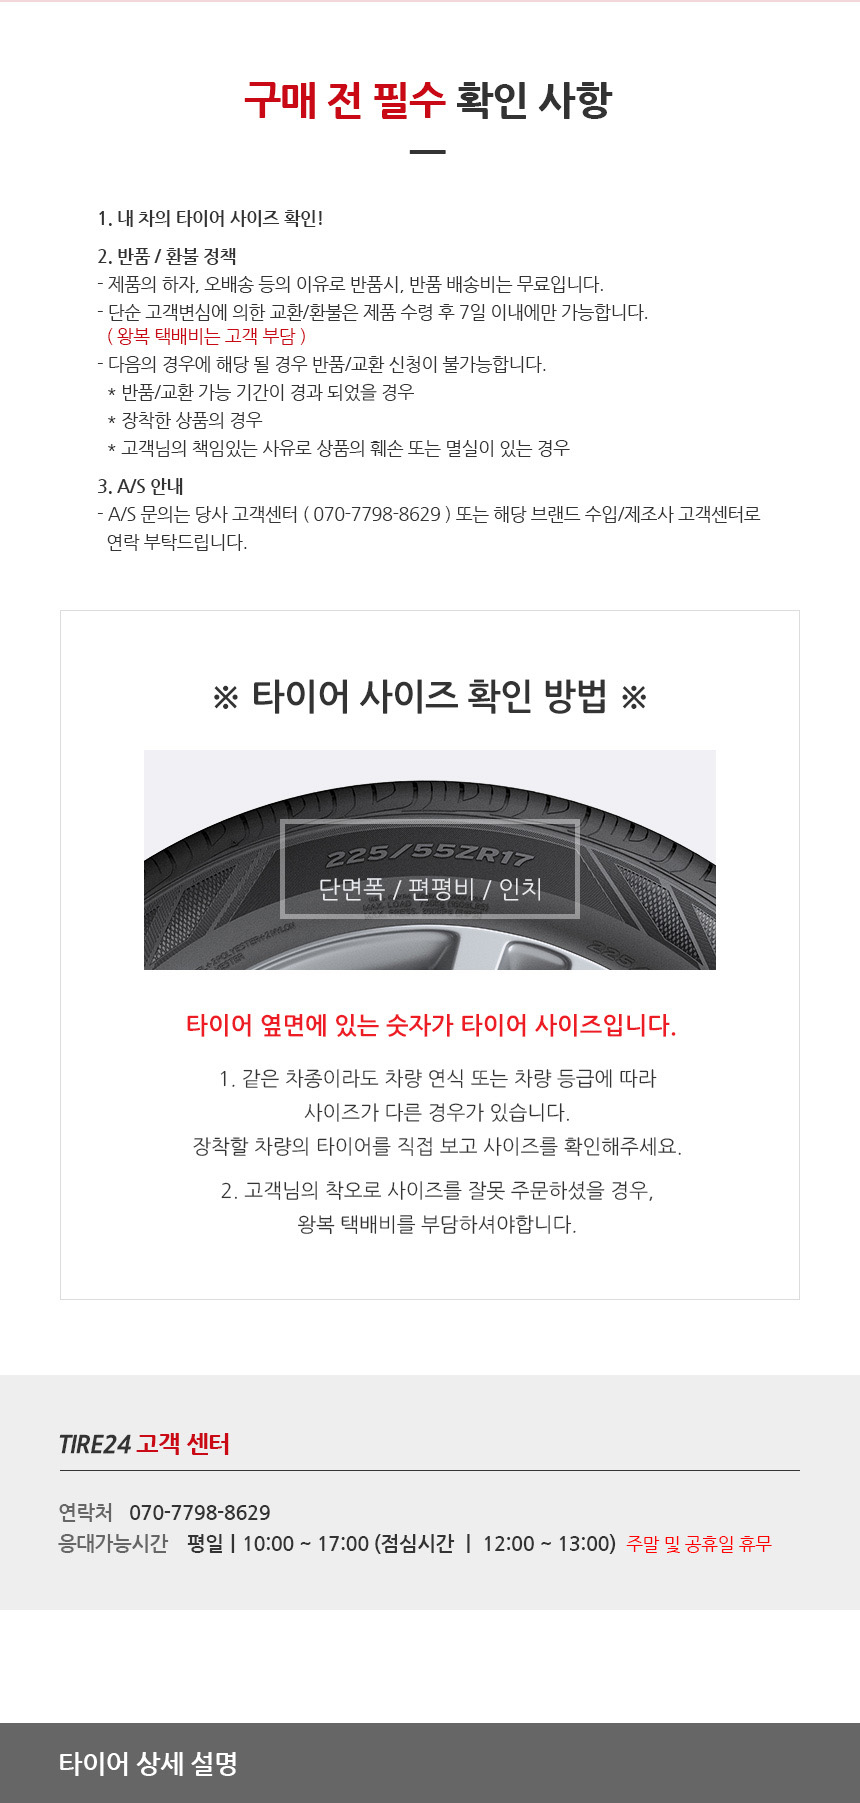 구매 전 필수 확인 사항
1. 내 차의 타이어 사이즈 확인!
2. 반품 / 환불 정책
- 제품의 하자, 오배송 등의 이유로 반품시, 반품 배송비는 무료입니다.
- 단순 고객변심에 의한 교환/환불은 제품 수령 후 7일 이내에만 가능합니다.
( 왕복 택배비는 고객 부담 )
- 다음의 경우에 해당 될 경우 반품/교환 신청이 불가능합니다.
* 반품/교환 가능 기간이 경과 되었을 경우
* 장착한 상품의 경우
* 고객님의 책임있는 사유로 상품의 훼손 또는 멸실이 있는 경우
3. A/S 안내
- A/S 문의는 당사 고객센터 ( 070-7798-8629 ) 또는 해당 브랜드 수입/제조사 고객센터로
연락 부탁드립니다.
※ 타이어 사이즈 확인 방법 ※
225/55ZR17
단면폭 / 편평비 / 인치
타이어 옆면에 있는 숫자가 타이어 사이즈입니다.
1. 같은 차종이라도 차량 연식 또는 차량 등급에 따라
사이즈가 다른 경우가 있습니다.
장착할 차량의 타이어를 직접 보고 사이즈를 확인해주세요.
2. 고객님의 착오로 사이즈를 잘못 주문하셨을 경우,
왕복 택배비를 부담하셔야합니다.
TIRE24 고객 센터
연락처 070-7798-8629
응대가능시간 평일 | 10:00 ~ 17:00 (점심시간 | 12:00 ~ 13:00) 주말 및 공휴일 휴무
타이어 상세 설명